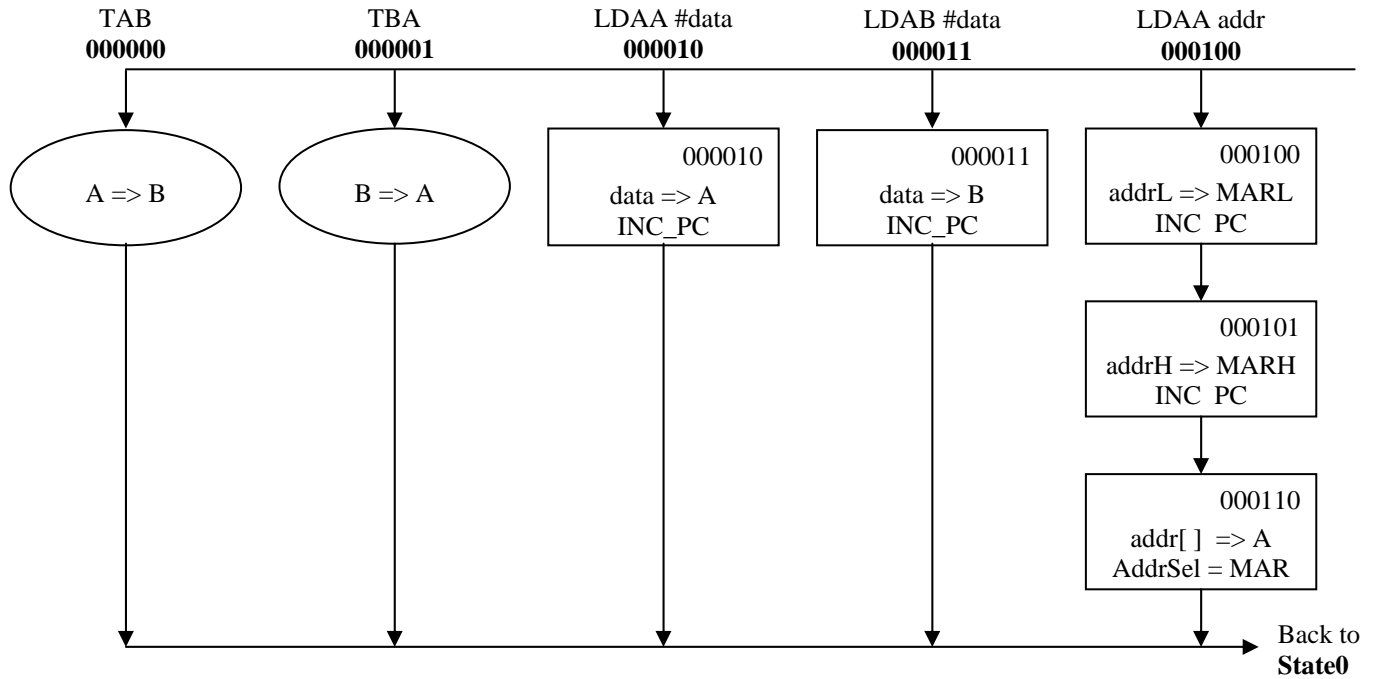 TAB
000000
TBA
000001
LDAA #data
000010
LDAB #data
000011
LDAA addr
000100
A => B
B => A
000010
data => A
INC_PC
000011
data => B
INC_PC
000100
addrL => MARL
INC PC
000101
addrH => MARH
INC PC
000110
addr[ ] => A
AddrSel = MAR
Back to
State0